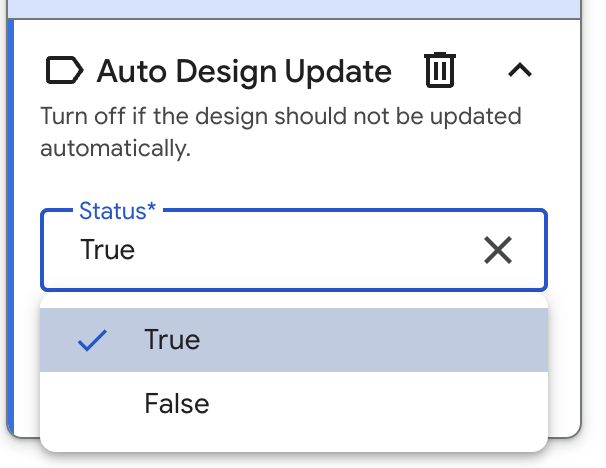 Auto Design Update
Turn off if the design should not be updated
automatically.
Status*
True
True
False